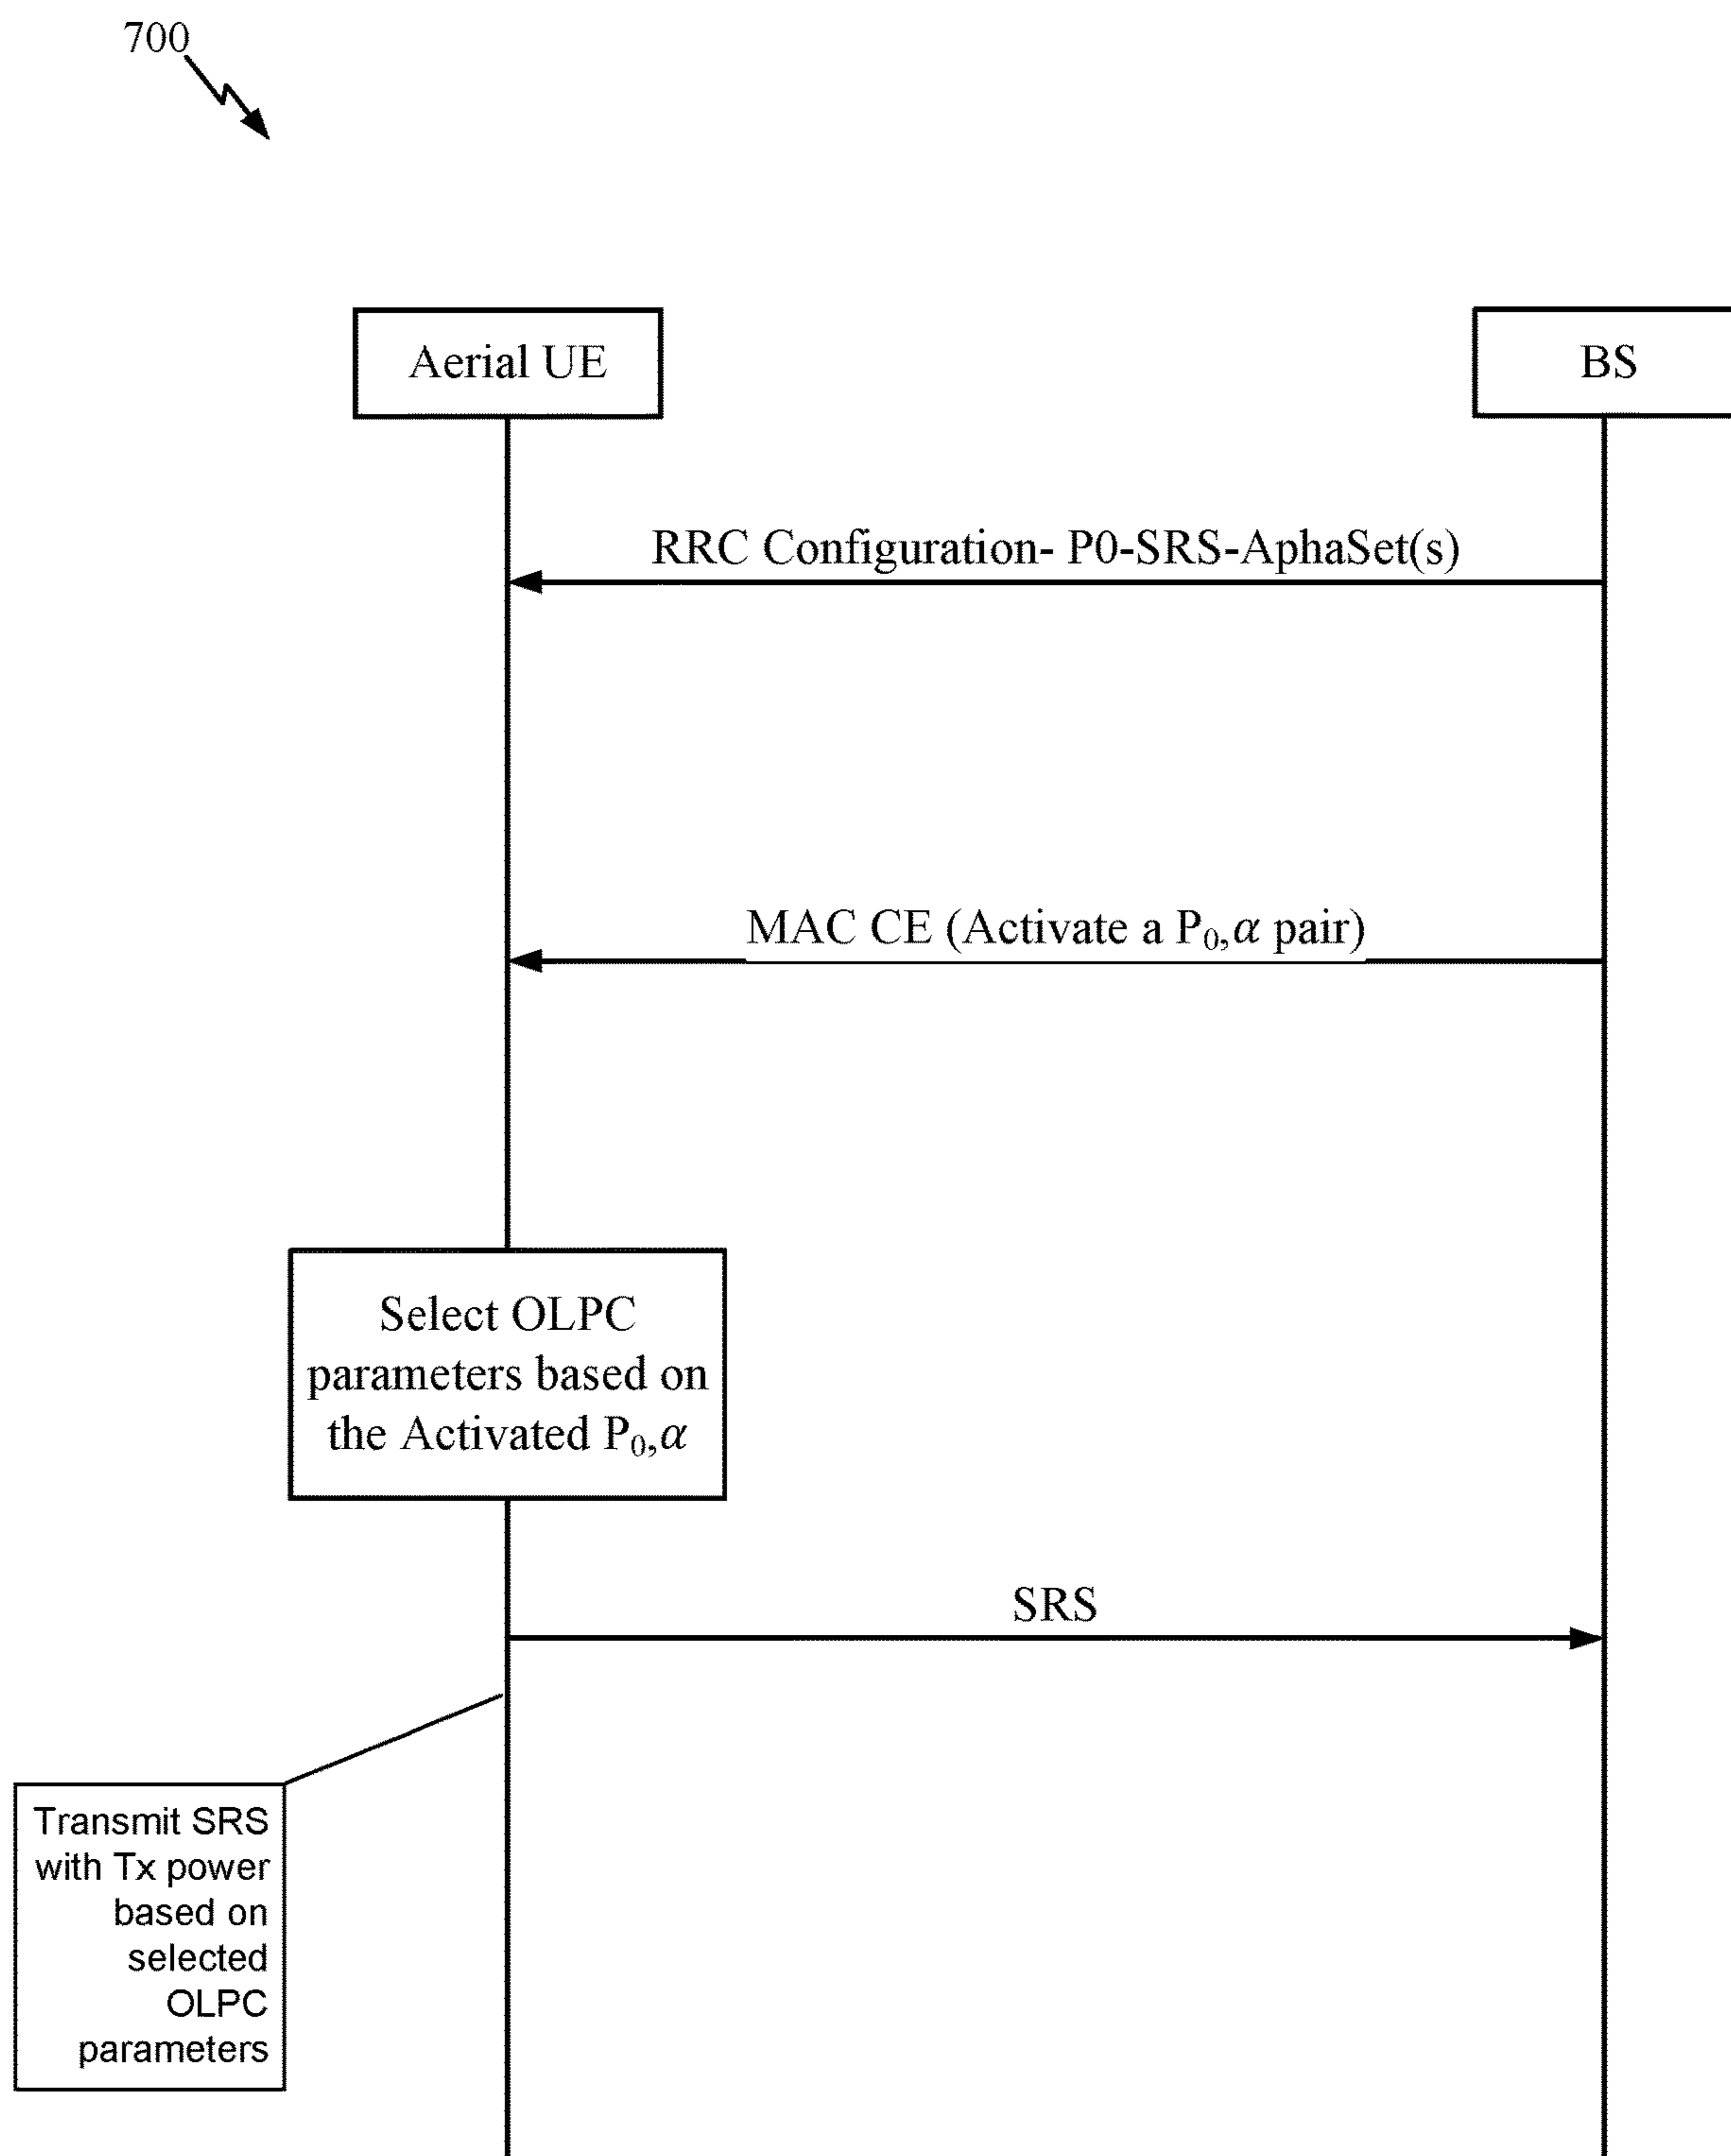 700
Aerial UE
BS
RRC Configuration- P0-SRS-AphaSet(s)
MAC CE (Activate a P₀,α pair)
Select OLPC
parameters based on
the Activated P₀,α
SRS
Transmit SRS
with Tx power
based on
selected
OLPC
parameters